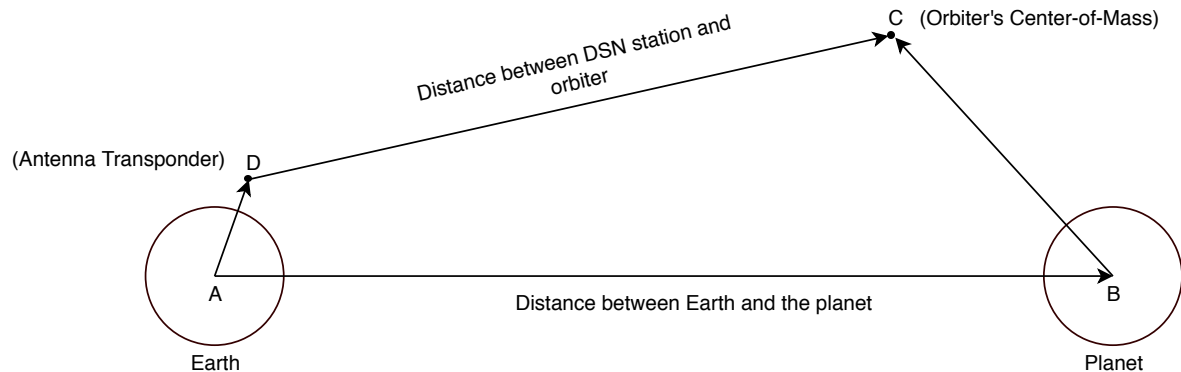 C (Orbiter's Center-of-Mass)
Distance between DSN station and
orbiter
(Antenna Transponder) D
A
B
Distance between Earth and the planet
Earth
Planet